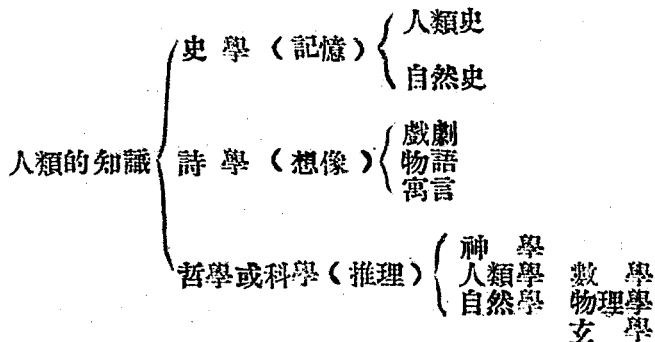 人類史
史學（記憶）
自然史
戲劇
人類的知識 詩學（想像） 物語
寓言
神學
哲學或科學（推理） 人類學 數學
自然學 物理學
玄學